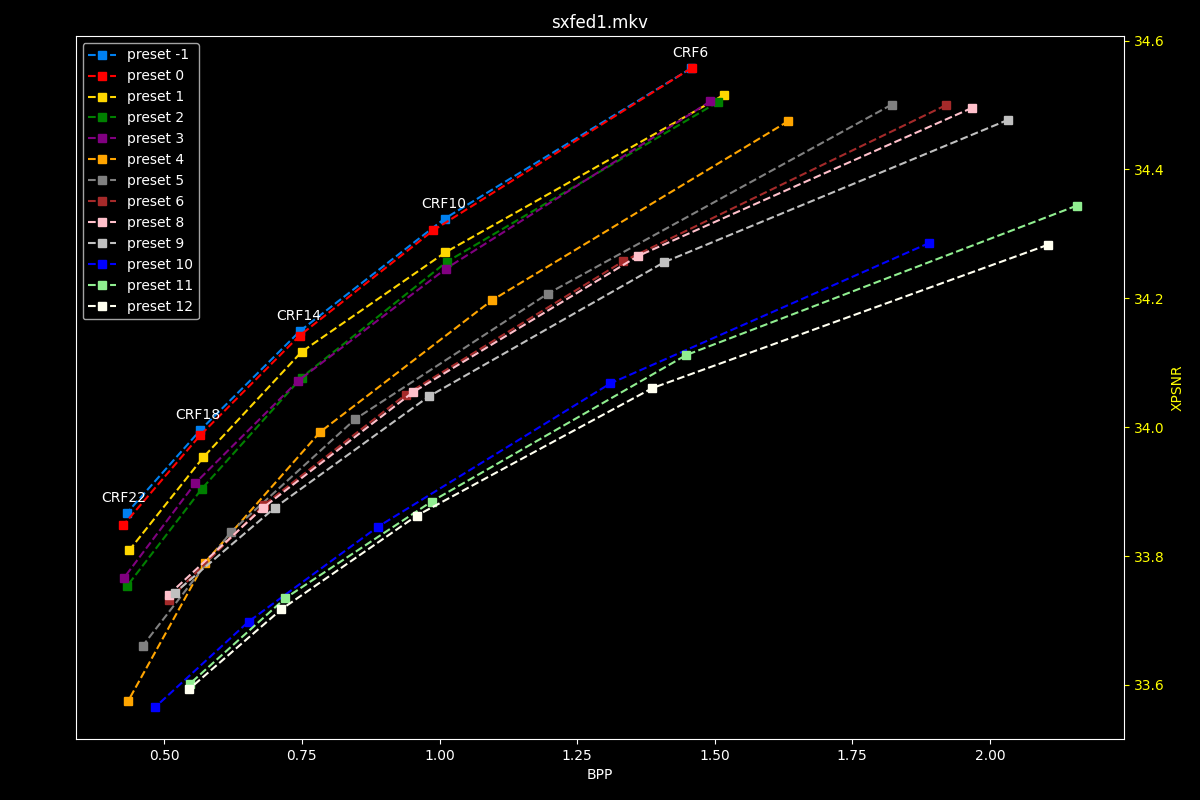 sxfed1.mkv
preset -1
preset 0
preset 1
preset 2
preset 3
preset 4
preset 5
preset 6
preset 8
preset 9
preset 10
preset 11
preset 12
CRF6
CRF10
CRF14
CRF18
CRF22
34.6
34.4
34.2
34.0
33.8
33.6
XPSNR
0.50 0.75 1.00 1.25 1.50 1.75 2.00
BPP